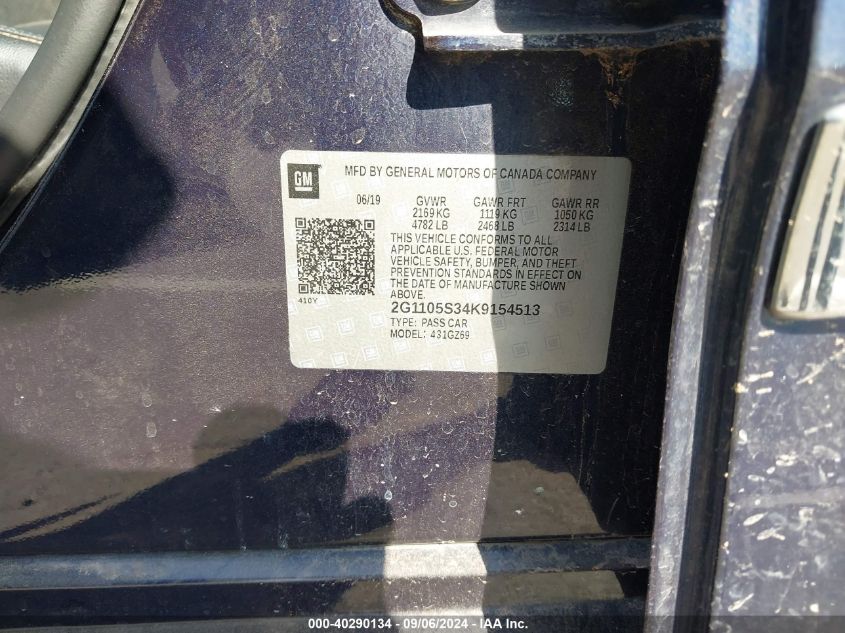 GM
MFD BY GENERAL MOTORS OF CANADA COMPANY
06/19 GVWR GAWR FRT GAWR RR
2169 KG 1119 KG 1050 KG
4782 LB 2468 LB 2314 LB
THIS VEHICLE CONFORMS TO ALL
APPLICABLE U.S. FEDERAL MOTOR
VEHICLE SAFETY, BUMPER, AND THEFT
PREVENTION STANDARDS IN EFFECT ON
THE DATE OF MANUFACTURE SHOWN
ABOVE.
410Y
2G1105S34K9154513
TYPE: PASS CAR
MODEL: 431GZ69
000-40290134 - 09/06/2024 - IAA Inc.